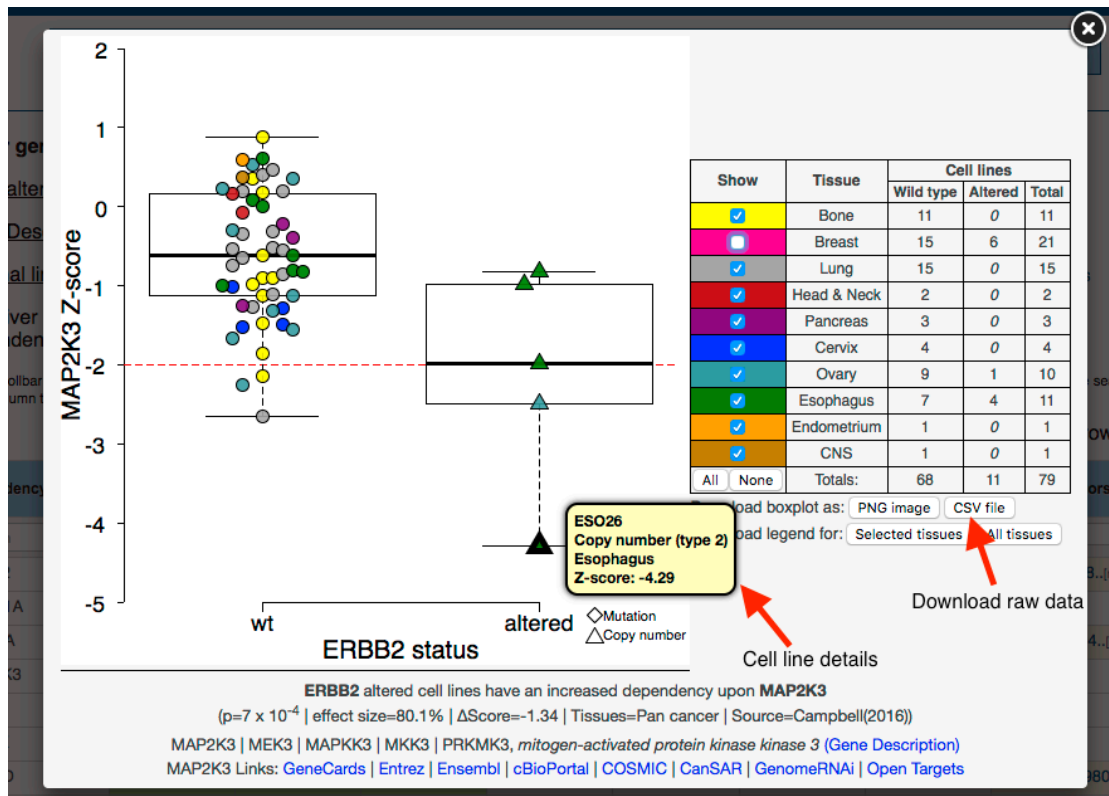 2
1
0
-1
-2
-3
-4
-5
MAP2K3 Z-score
wt
altered
ERBB2 status
Mutation
Copy number
Show Tissue Cell lines
Wild type Altered Total
Bone 11 0 11
Breast 15 6 21
Lung 15 0 15
Head & Neck 2 0 2
Pancreas 3 0 3
Cervix 4 0 4
Ovary 9 1 10
Esophagus 7 4 11
Endometrium 1 0 1
CNS 1 0 1
All None Totals: 68 11 79
load boxplot as: PNG image CSV file
oad legend for: Selected tissues All tissues
ESO26
Copy number (type 2)
Esophagus
Z-score: -4.29
Download raw data
Cell line details
ERBB2 altered cell lines have an increased dependency upon MAP2K3
(p=7 x 10-4 | effect size=80.1% | ΔScore=-1.34 | Tissues=Pan cancer | Source=Campbell(2016))
MAP2K3 | MEK3 | MAPKK3 | MKK3 | PRKMK3, mitogen-activated protein kinase kinase 3 (Gene Description)
MAP2K3 Links: GeneCards | Entrez | Ensembl | cBioPortal | COSMIC | CanSAR | GenomeRNAi | Open Targets